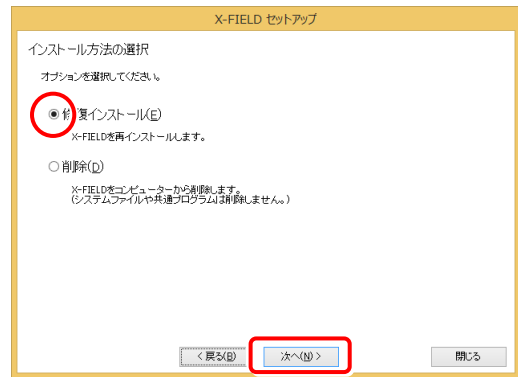 X-FIELD セットアップ
インストール方法の選択
オプションを選択してください。
修復インストール(E)
X-FIELDを再インストールします。
削除(D)
X-FIELDをコンピューターから削除します。
(システムファイルや共通プログラムは削除しません。)
< 戻る(B)
次へ(N) >
閉じる